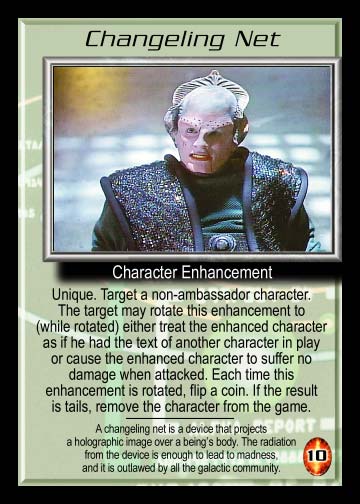 Changeling Net
Character Enhancement
Unique. Target a non-ambassador character.
The target may rotate this enhancement to
(while rotated) either treat the enhanced character
as if he had the text of another character in play
or cause the enhanced character to suffer no
damage when attacked. Each time this
enhancement is rotated, flip a coin. If the result
is tails, remove the character from the game.
A changeling net is a device that projects
a holographic image over a being's body. The radiation
from the device is enough to lead to madness,
and it is outlawed by all the galactic community.
10